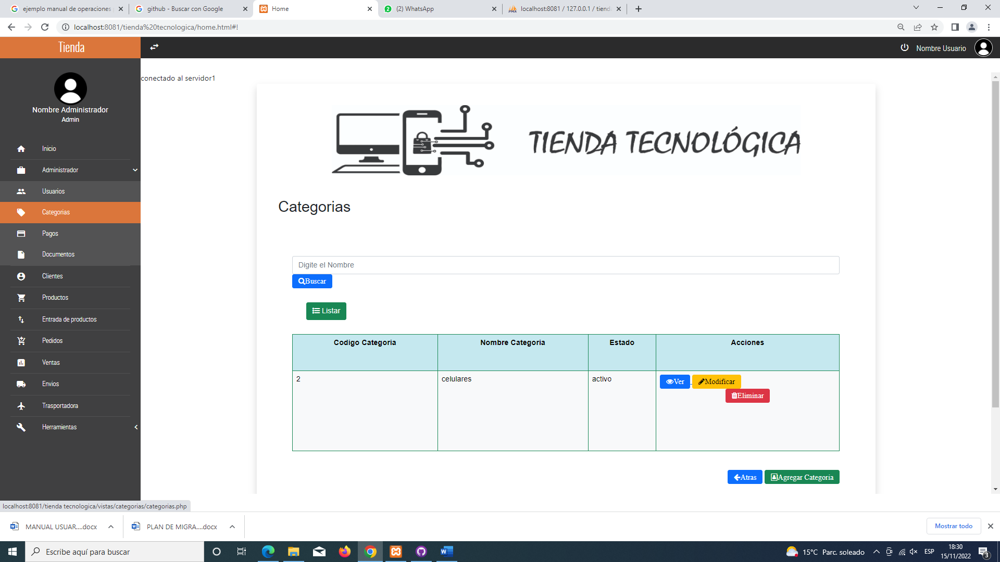 ejemplo manual de operaciones
github - Buscar con Google
Home
(2) WhatsApp
localhost:8081 / 127.0.0.1 / tiend
localhost:8081/tienda%20tecnologica/home.html#!
Tienda
Nombre Usuario
Nombre Administrador
Admin
Inicio
Administrador
Usuarios
Categorias
Pagos
Documentos
Clientes
Productos
Entrada de productos
Pedidos
Ventas
Envios
Trasportadora
Herramientas
conectado al servidor1
TIENDA TECNOLÓGICA
Categorias
Digite el Nombre
Buscar
Listar
Codigo Categoria Nombre Categoria Estado Acciones
2 celulares activo Ver Modificar
Eliminar
Atras Agregar Categoria
localhost:8081/tienda tecnologica/vistas/categorias/categorias.php
MANUAL USUAR....docx
PLAN DE MIGRA....docx
Mostrar todo
Escribe aquí para buscar
15°C Parc. soleado
ESP
18:30
15/11/2022
3